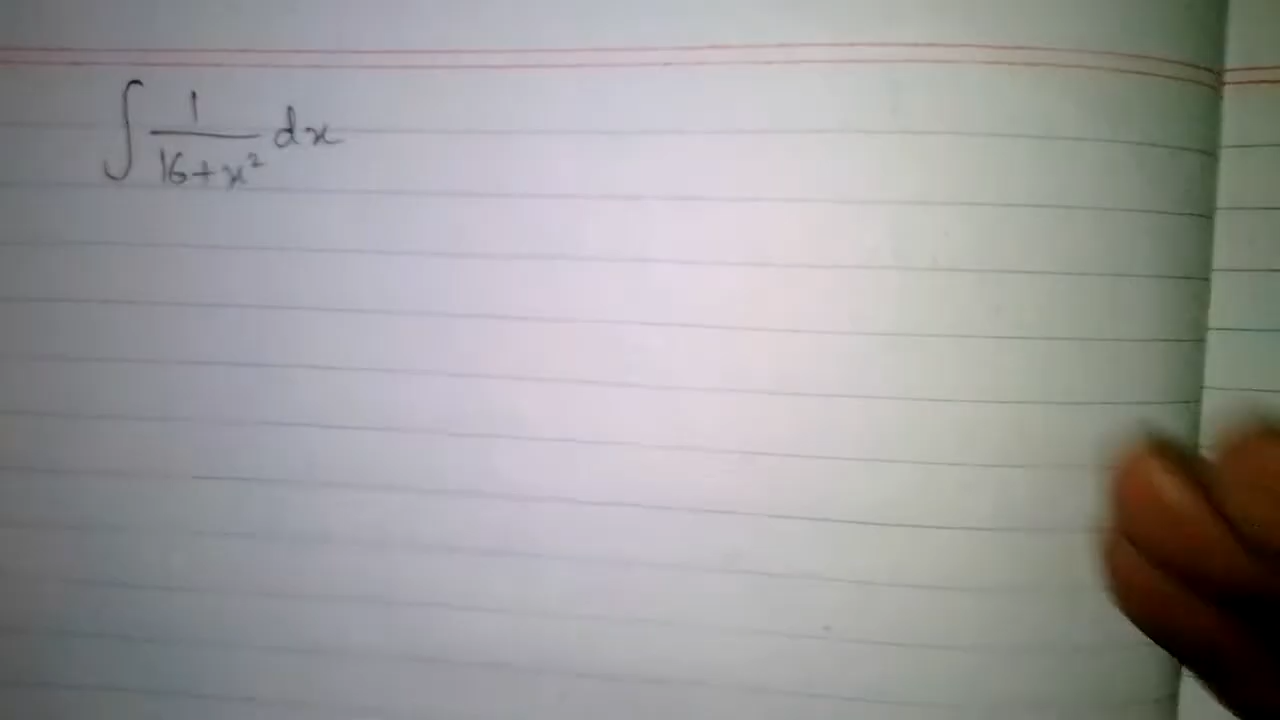 ∫ 1/(16+x²) dx